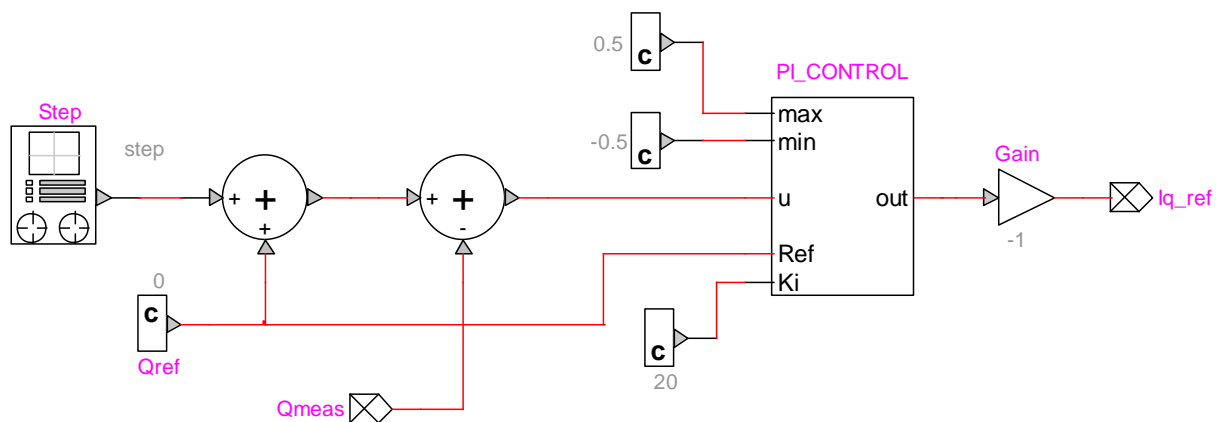 0.5
c
PI_CONTROL
Step
max
step
-0.5
c
min
Gain
+
+
+
+
u
out
Iq_ref
+
-
-1
Ref
0
Ki
c
Qref
c
20
Qmeas